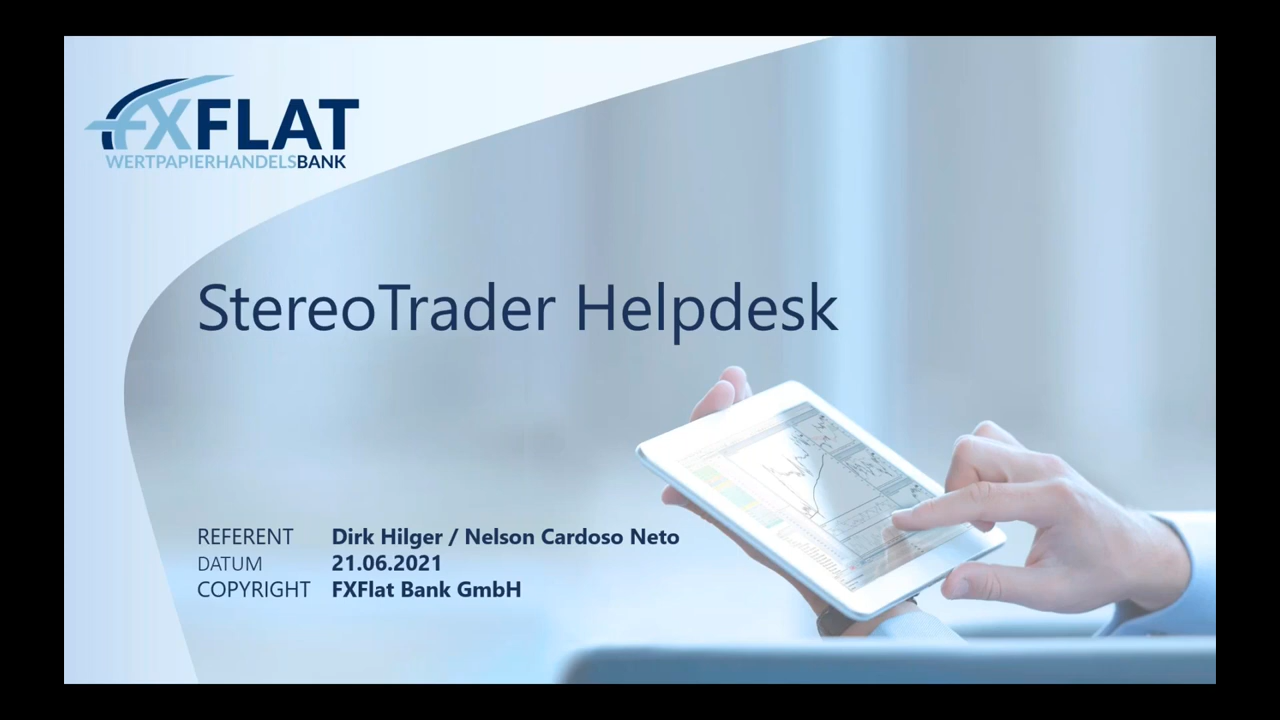 FXFLAT
WERTPAPIERHANDELSBANK
StereoTrader Helpdesk
REFERENT Dirk Hilger / Nelson Cardoso Neto
DATUM 21.06.2021
COPYRIGHT FXFlat Bank GmbH